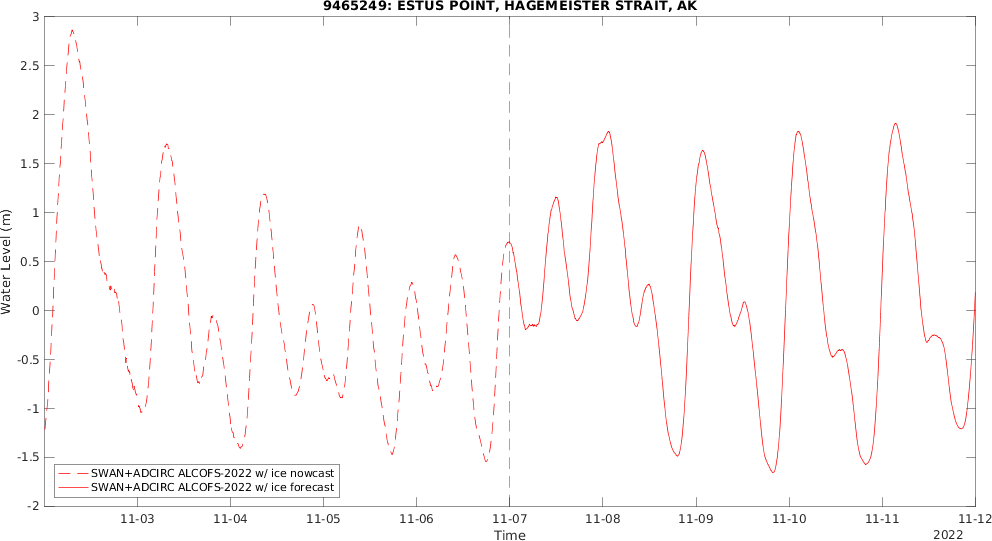 9465249: ESTUS POINT, HAGEMEISTER STRAIT, AK
3
2.5
2
1.5
1
0.5
0
-0.5
-1
-1.5
-2
Water Level (m)
SWAN+ADCIRC ALCOFS-2022 w/ ice nowcast
SWAN+ADCIRC ALCOFS-2022 w/ ice forecast
11-03 11-04 11-05 11-06 11-07 11-08 11-09 11-10 11-11 11-12
Time
2022